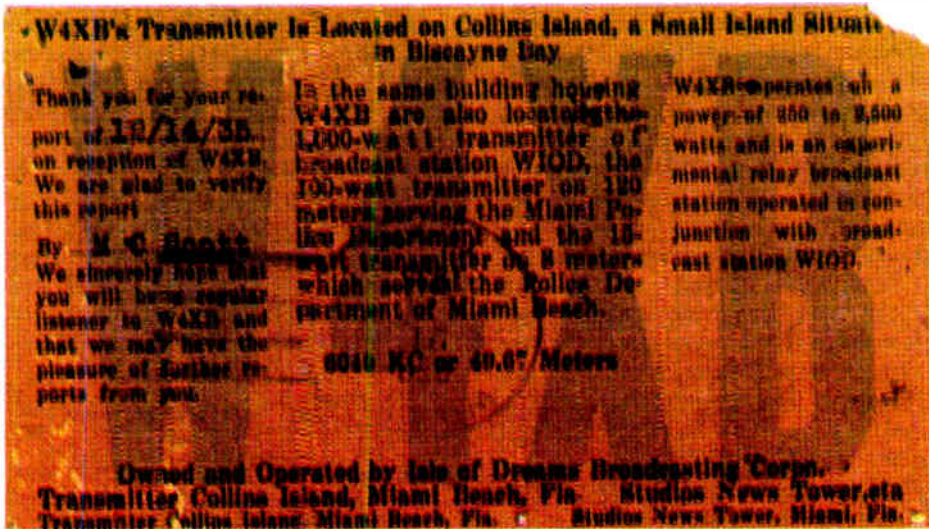 W4XB's Transmitter Is Located on Collins Island, a Small Island Situate
in Biscayne Bay
Thank you for your re-
port of 12/14/35
on reception of W4XB.
We are glad to verify
this report
By M C Scott
We sincerely hope that
you will be a regular
listener to W4XB and
that we may have the
pleasure of further re-
ports from you.
In the same building housing
W4XB are also located the
1,000-watt transmitter of
broadcast station WIOD, the
100-watt transmitter on 120
meters serving the Miami Po-
lice Department and the 15-
watt transmitter on 8 meters
which serves the Police De-
partment of Miami Beach.
6040 KC or 49.67 Meters
W4XB operates on a
power of 250 to 2,500
watts and is an experi-
mental relay broadcast
station operated in con-
junction with broad-
cast station WIOD.
W4XB
Owned and Operated by Isle of Dreams Broadcasting Corpn.
Transmitter Collins Island, Miami Beach, Fla. Studios News Tower,
Transmitter Collins Island, Miami Beach, Fla. Studios News Tower, Miami, Fla.